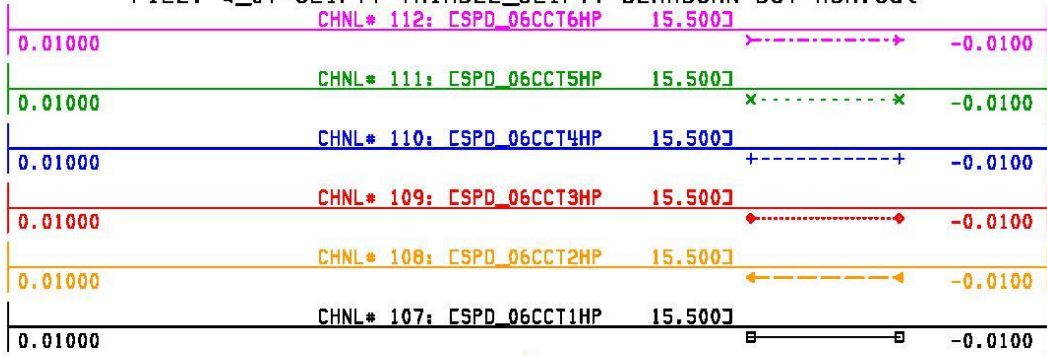 CHNL# 112: [SPD_06CCT6HP 15.500]
0.01000 -0.0100
CHNL# 111: [SPD_06CCT5HP 15.500]
0.01000 -0.0100
CHNL# 110: [SPD_06CCT4HP 15.500]
0.01000 -0.0100
CHNL# 109: [SPD_06CCT3HP 15.500]
0.01000 -0.0100
CHNL# 108: [SPD_06CCT2HP 15.500]
0.01000 -0.0100
CHNL# 107: [SPD_06CCT1HP 15.500]
0.01000 -0.0100